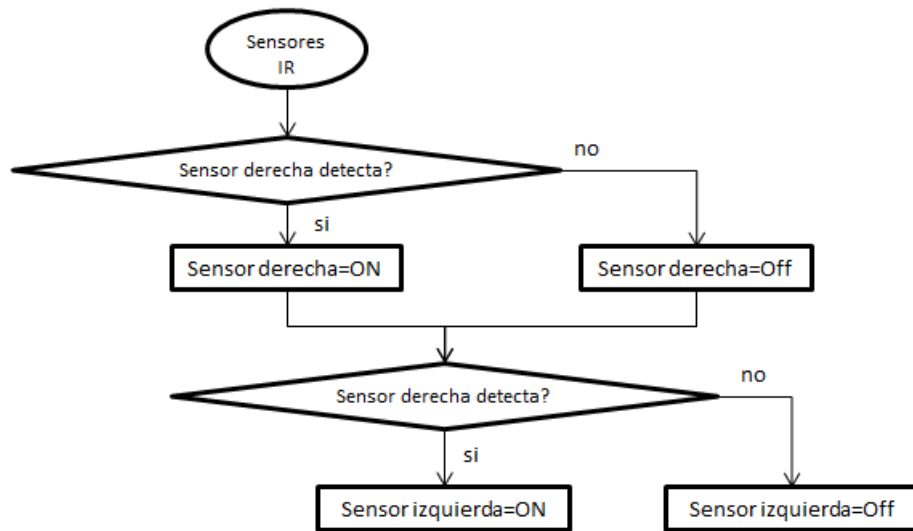 Sensores
IR
Sensor derecha detecta?
no
si
Sensor derecha=ON
Sensor derecha=Off
Sensor derecha detecta?
no
si
Sensor izquierda=ON
Sensor izquierda=Off